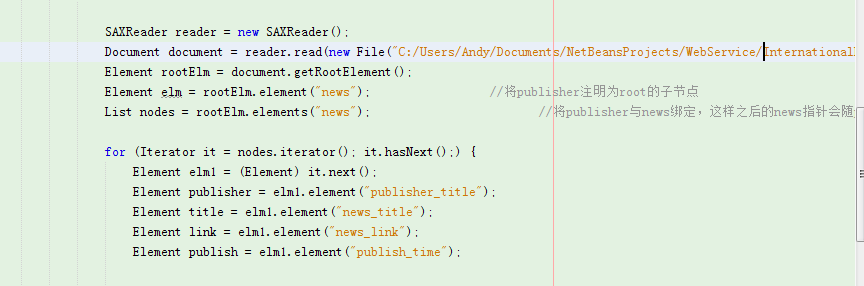 SAXReader reader = new SAXReader();
Document document = reader.read(new File("C:/Users/Andy/Documents/NetBeansProjects/WebService/International
Element rootElm = document.getRootElement();
Element elm = rootElm.element("news"); //将publisher注明为root的子节点
List nodes = rootElm.elements("news"); //将publisher与news绑定，这样之后的news指针会随
for (Iterator it = nodes.iterator(); it.hasNext();) {
Element elm1 = (Element) it.next();
Element publisher = elm1.element("publisher_title");
Element title = elm1.element("news_title");
Element link = elm1.element("news_link");
Element publish = elm1.element("publish_time");